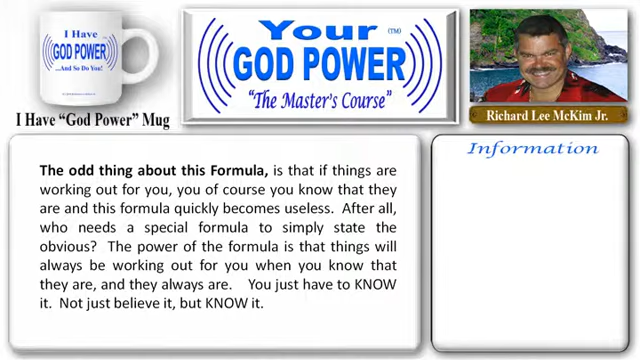 I Have
GOD POWER
...And So Do You!
I Have “God Power” Mug
Your (TM)
GOD POWER
“The Master's Course”
Richard Lee McKim Jr.
The odd thing about this Formula, is that if things are
working out for you, you of course you know that they
are and this formula quickly becomes useless. After all,
who needs a special formula to simply state the
obvious? The power of the formula is that things will
always be working out for you when you know that
they are, and they always are. You just have to KNOW
it. Not just believe it, but KNOW it.
Information